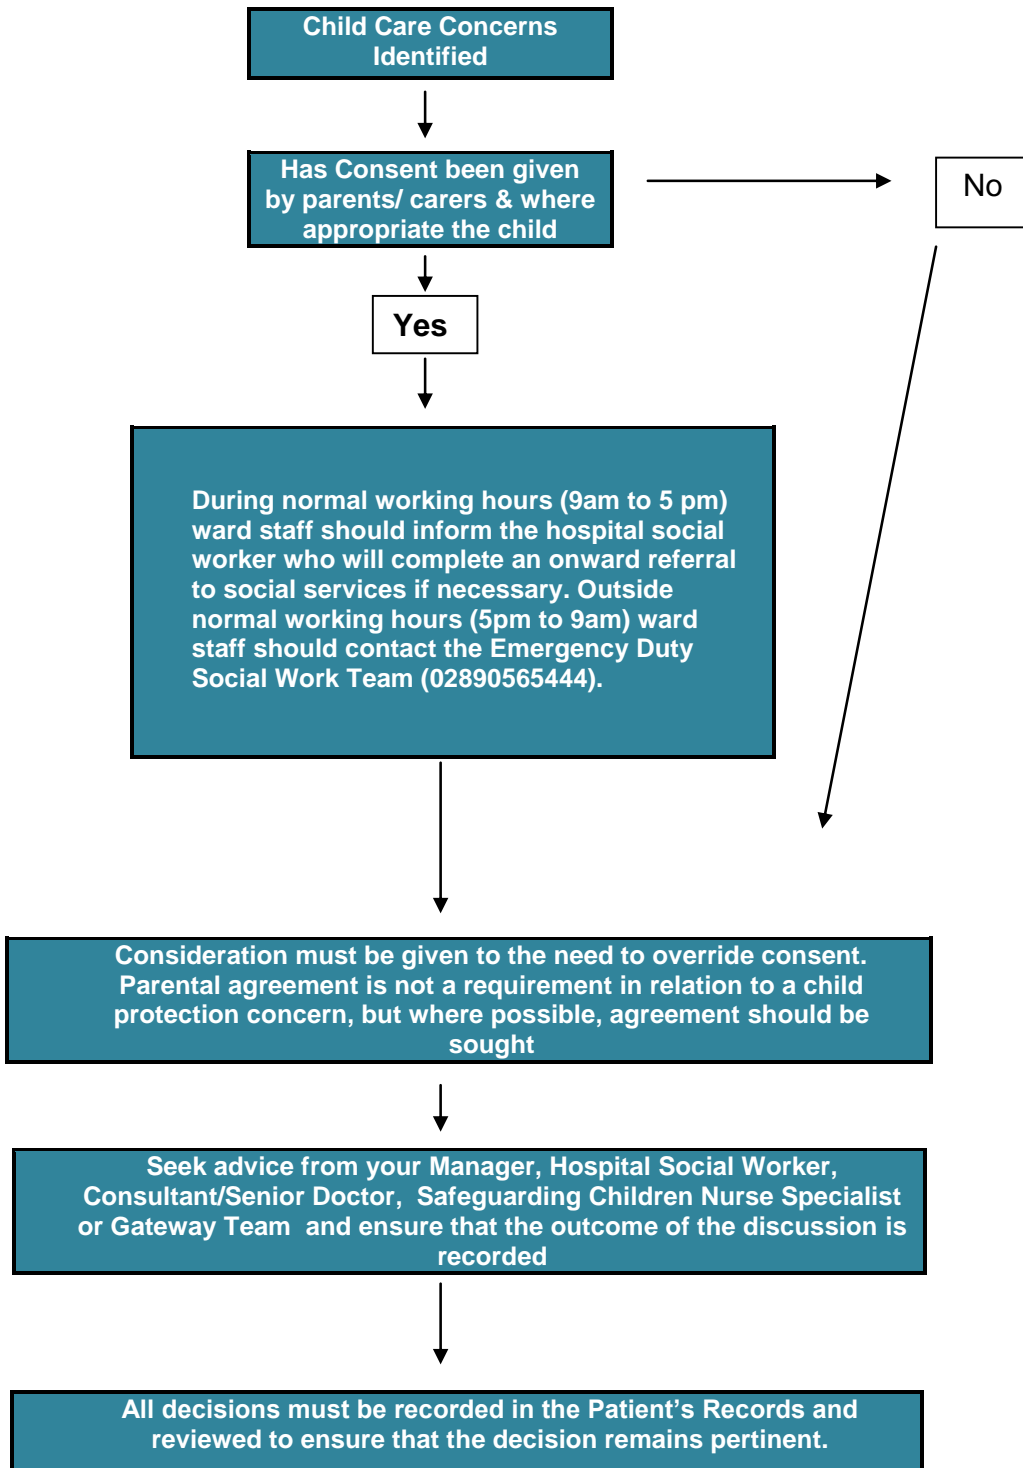 Child Care Concerns
Identified
Has Consent been given
by parents/ carers & where
appropriate the child
No
Yes
During normal working hours (9am to 5 pm)
ward staff should inform the hospital social
worker who will complete an onward referral
to social services if necessary. Outside
normal working hours (5pm to 9am) ward
staff should contact the Emergency Duty
Social Work Team (02890565444).
Consideration must be given to the need to override consent.
Parental agreement is not a requirement in relation to a child
protection concern, but where possible, agreement should be
sought
Seek advice from your Manager, Hospital Social Worker,
Consultant/Senior Doctor,  Safeguarding Children Nurse Specialist
or Gateway Team  and ensure that the outcome of the discussion is
recorded
All decisions must be recorded in the Patient’s Records and
reviewed to ensure that the decision remains pertinent.